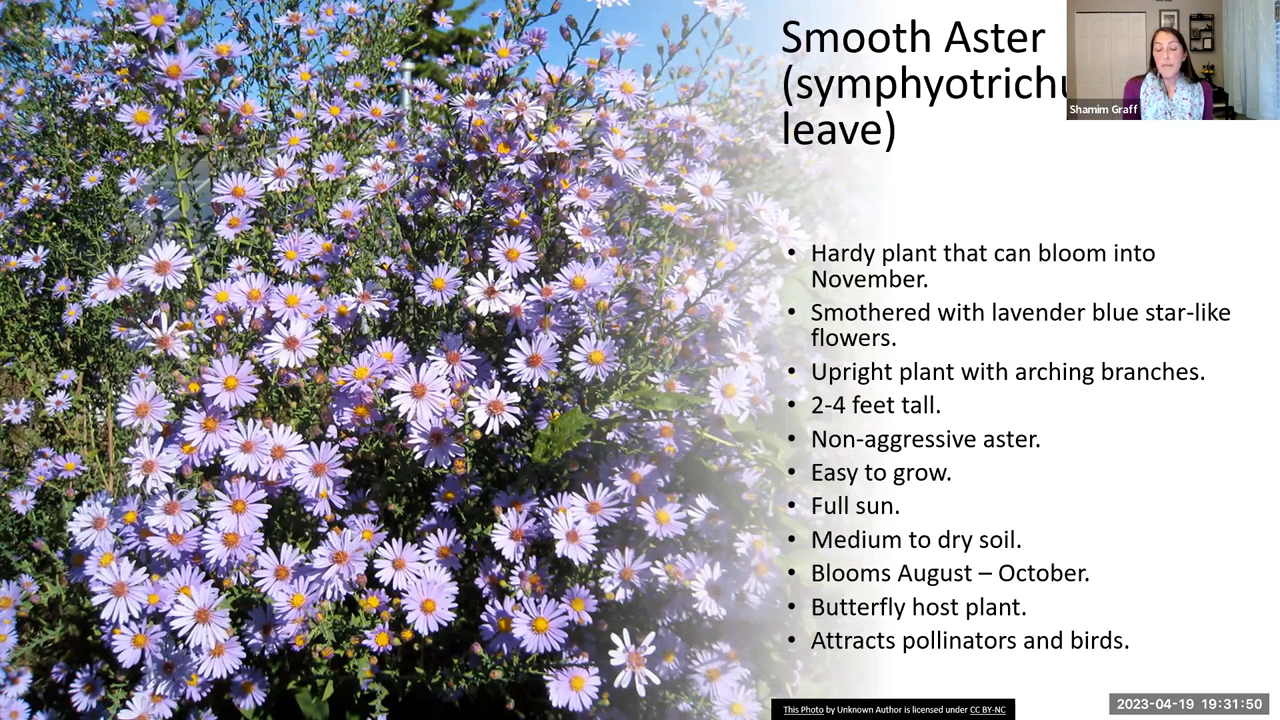 Smooth Aster
(symphyotrichu
leave)
Shamim Graff
• Hardy plant that can bloom into
November.
• Smothered with lavender blue star-like
flowers.
• Upright plant with arching branches.
• 2-4 feet tall.
• Non-aggressive aster.
• Easy to grow.
• Full sun.
• Medium to dry soil.
• Blooms August – October.
• Butterfly host plant.
• Attracts pollinators and birds.
This Photo by Unknown Author is licensed under CC BY-NC
2023-04-19 19:31:50